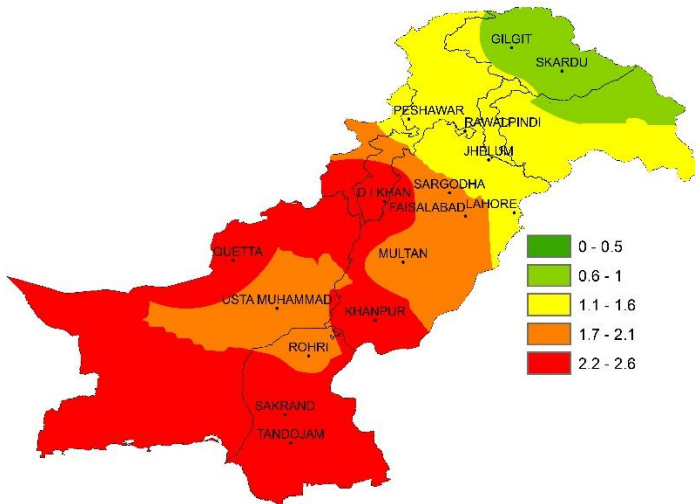 GILGIT
SKARDU
PESHAWAR
RAWALPINDI
JHELUM
SARGODHA
D I KHAN
FAISALABAD
LAHORE
QUETTA
MULTAN
USTA MUHAMMAD
KHANPUR
ROHRI
SAKRAND
TANDOJAM
0 - 0.5
0.6 - 1
1.1 - 1.6
1.7 - 2.1
2.2 - 2.6